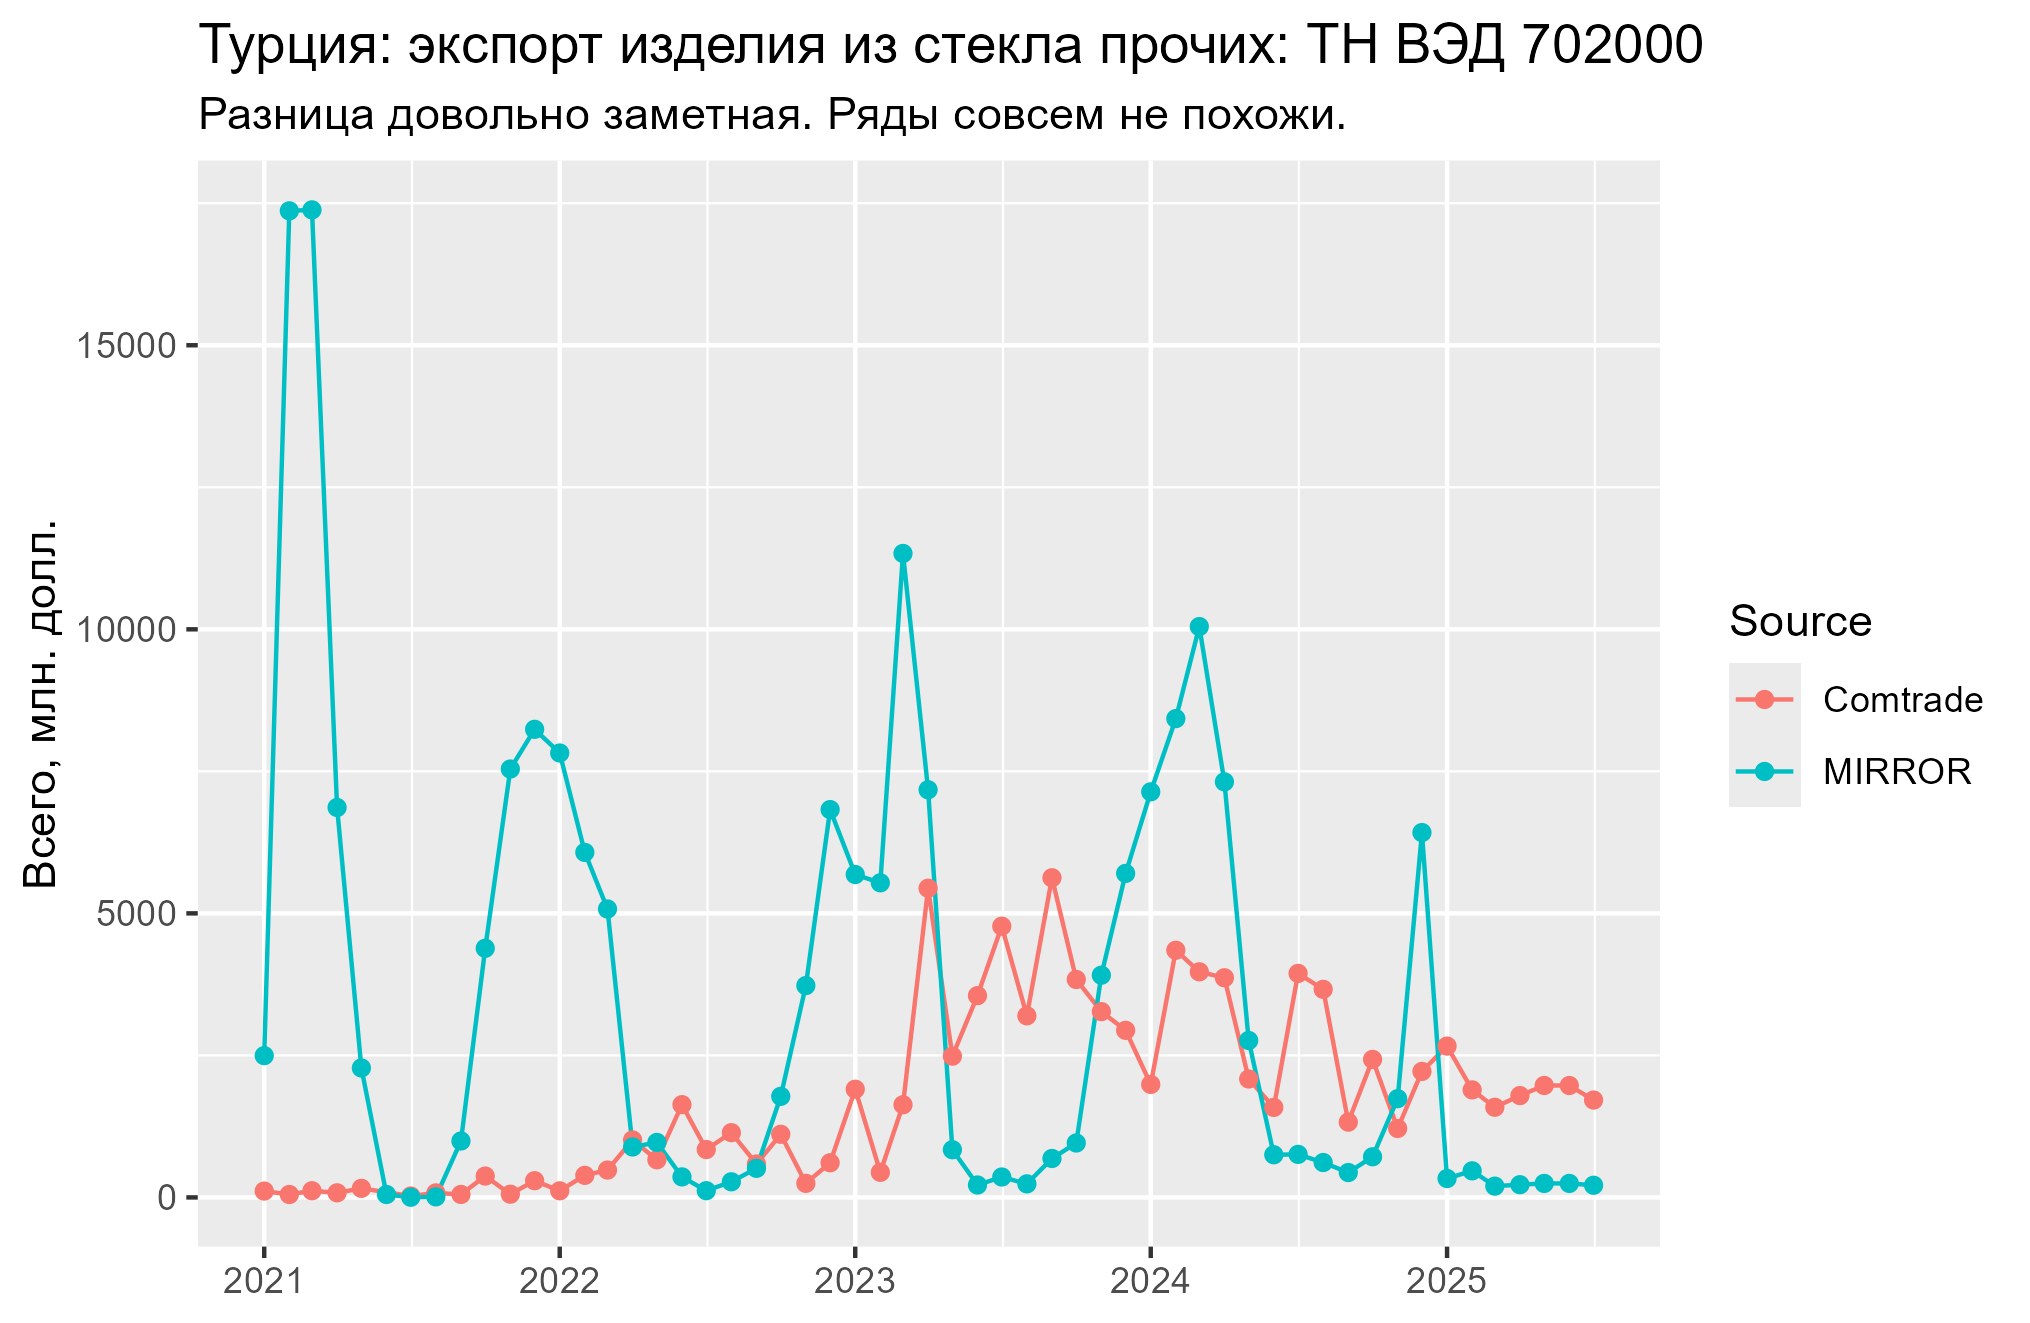 Турция: экспорт изделия из стекла прочих: ТН ВЭД 702000
Разница довольно заметная. Ряды совсем не похожи.
Всего, млн. долл.
15000
10000
5000
0
2021
2022
2023
2024
2025
Source
Comtrade
MIRROR